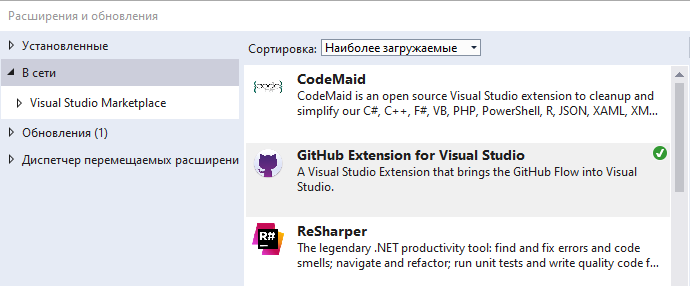 Расширения и обновления
Установленные
В сети
Visual Studio Marketplace
Обновления (1)
Диспетчер перемещаемых расширени
Сортировка: Наиболее загружаемые
CodeMaid
CodeMaid is an open source Visual Studio extension to cleanup and
simplify our C#, C++, F#, VB, PHP, PowerShell, R, JSON, XAML, XM...
GitHub Extension for Visual Studio
A Visual Studio Extension that brings the GitHub Flow into Visual
Studio.
R#
ReSharper
The legendary .NET productivity tool: find and fix errors and code
smells; navigate and refactor; run unit tests and write quality code f...